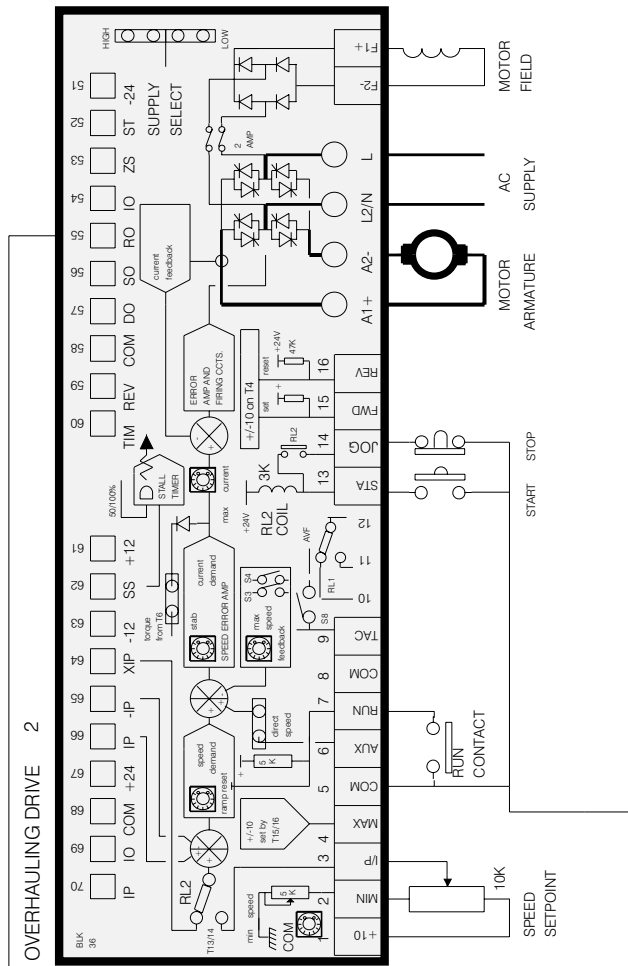 OVERHAULING DRIVE 2
BLK
36
70
69
68
67
66
65
64
63
62
61
60
59
58
57
56
55
54
53
52
51
IP
IO
COM
+24
IP
-IP
XIP
-12
SS
+12
TIM
REV
COM
DO
SO
RO
IO
ZS
ST
-24
SUPPLY
SELECT
HIGH
LOW
RL2
T13/14
+
+
+
speed
demand
ramp reset
+
+
-
torque
from T6
stab
current
demand
SPEED ERROR AMP
max
current
50/100%
STALL
TIMER
+
-
ERROR
AMP AND
FIRING CCTS.
current
feedback
2
AMP
min speed
COM
5
K
+/-10
set by
T15/16
+
5
K
direct
speed
max
speed
feedback
S3
S4
S8
AVF
RL1
+24V
3K
RL2
COIL
RL2
+/-10 on T4
set
+
reset
+24V
47K
1
2
3
4
5
6
7
8
9
10
11
12
13
14
15
16
+10
MIN
I/P
MAX
COM
AUX
RUN
COM
TAC
STA
JOG
FWD
REV
A1+
A2-
L2/N
L
F2-
F1+
10K
SPEED
SETPOINT
RUN
CONTACT
START
STOP
MOTOR
ARMATURE
AC
SUPPLY
MOTOR
FIELD